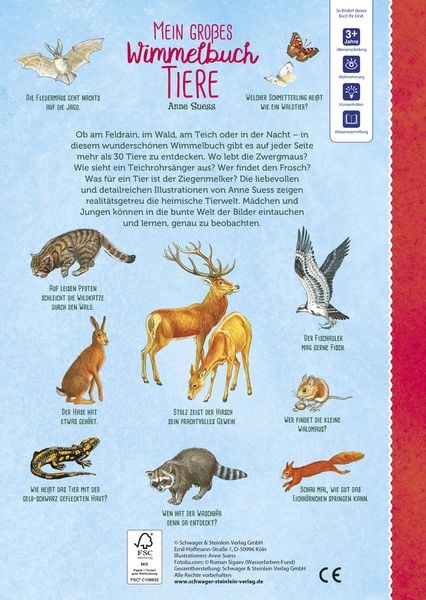 Mein großes
Wimmelbuch
Tiere
Anne Suess
So fördert dieses
Buch Ihr Kind
3+
Jahre
Altersempfehlung
Wahrnehmung
Konzentration
Wissensvermittlung
Die Fledermaus geht nachts
auf die Jagd.
Welcher Schmetterling heißt
wie ein Waldtier?
Ob am Feldrain, im Wald, am Teich oder in der Nacht – in
diesem wunderschönen Wimmelbuch gibt es auf jeder Seite
mehr als 30 Tiere zu entdecken. Wo lebt die Zwergmaus?
Wie sieht ein Teichrohrsänger aus? Wer findet den Frosch?
Was für ein Tier ist der Ziegenmelker? Die liebevollen
und detailreichen Illustrationen von Anne Suess zeigen
realitätsgetreu die heimische Tierwelt. Mädchen und
Jungen können in die bunte Welt der Bilder eintauchen
und lernen, genau zu beobachten.
Auf leisen Pfoten
schleicht die Wildkatze
durch den Wald.
Der Fischadler
mag gerne Fisch.
Der Hase hat
etwas gehört.
Stolz zeigt der Hirsch
sein prachtvolles Geweih
Wer findet die kleine
Waldmaus?
Wie heißt das Tier mit der
gelb-schwarz gefleckten Haut?
Wen hat der Waschbär
denn da entdeckt?
Schau mal, wie gut das
Eichhörnchen springen kann.
FSC
www.fsc.org
MIX
Papier | Fördert
gute Waldnutzung
FSC® C106632
© Schwager & Steinlein Verlag GmbH
Emil-Hoffmann-Straße 1, D-50996 Köln
Illustrationen: Anne Suess
Fotolia.com: © Roman Sigaev (Wasserfarben-Fond)
Gesamtherstellung: Schwager & Steinlein Verlag GmbH
Alle Rechte vorbehalten
www.schwager-steinlein-verlag.de
CE